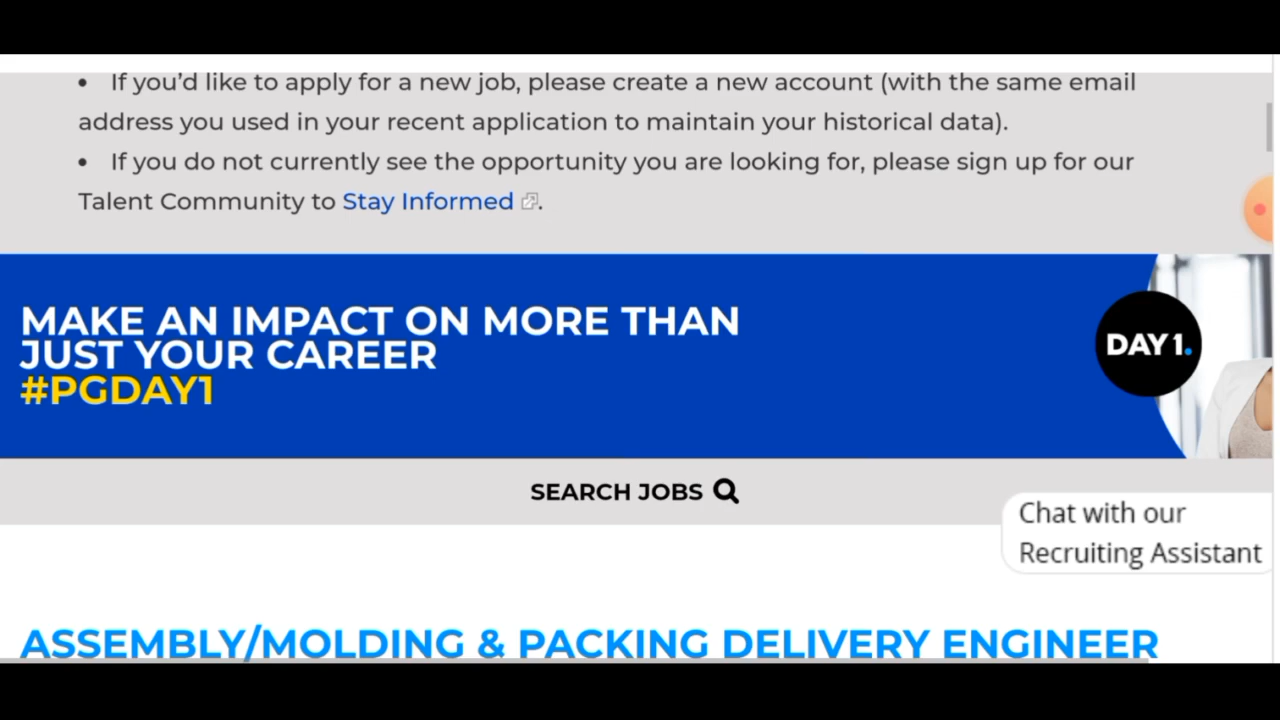 • If you’d like to apply for a new job, please create a new account (with the same email
address you used in your recent application to maintain your historical data).
• If you do not currently see the opportunity you are looking for, please sign up for our
Talent Community to Stay Informed.
MAKE AN IMPACT ON MORE THAN
JUST YOUR CAREER
#PGDAY1
DAY 1.
SEARCH JOBS
Chat with our
Recruiting Assistant
ASSEMBLY/MOLDING & PACKING DELIVERY ENGINEER